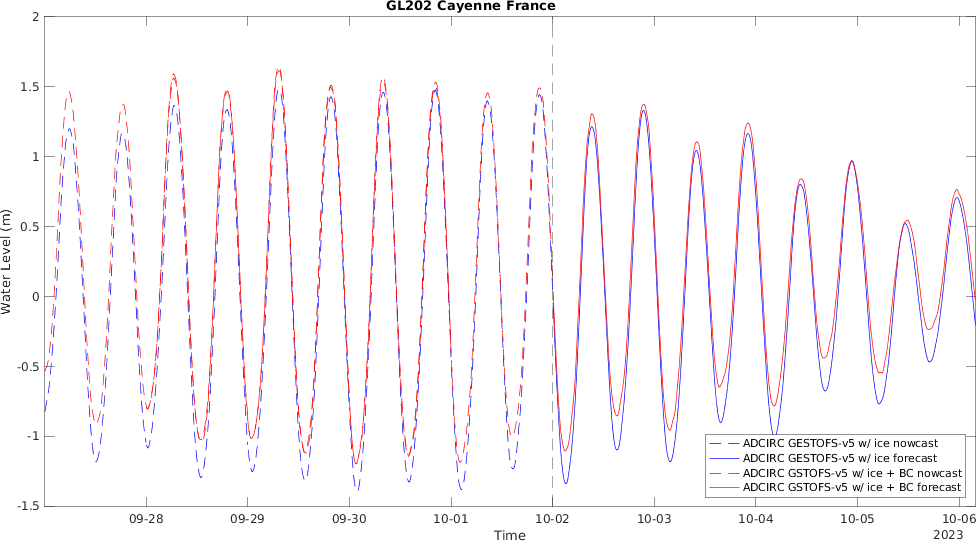 GL202 Cayenne France
2
1.5
1
0.5
0
-0.5
-1
-1.5
Water Level (m)
ADCIRC GESTOFS-v5 w/ ice nowcast
ADCIRC GESTOFS-v5 w/ ice forecast
ADCIRC GSTOFS-v5 w/ ice + BC nowcast
ADCIRC GSTOFS-v5 w/ ice + BC forecast
09-28 09-29 09-30 10-01 10-02 10-03 10-04 10-05 10-06
2023
Time